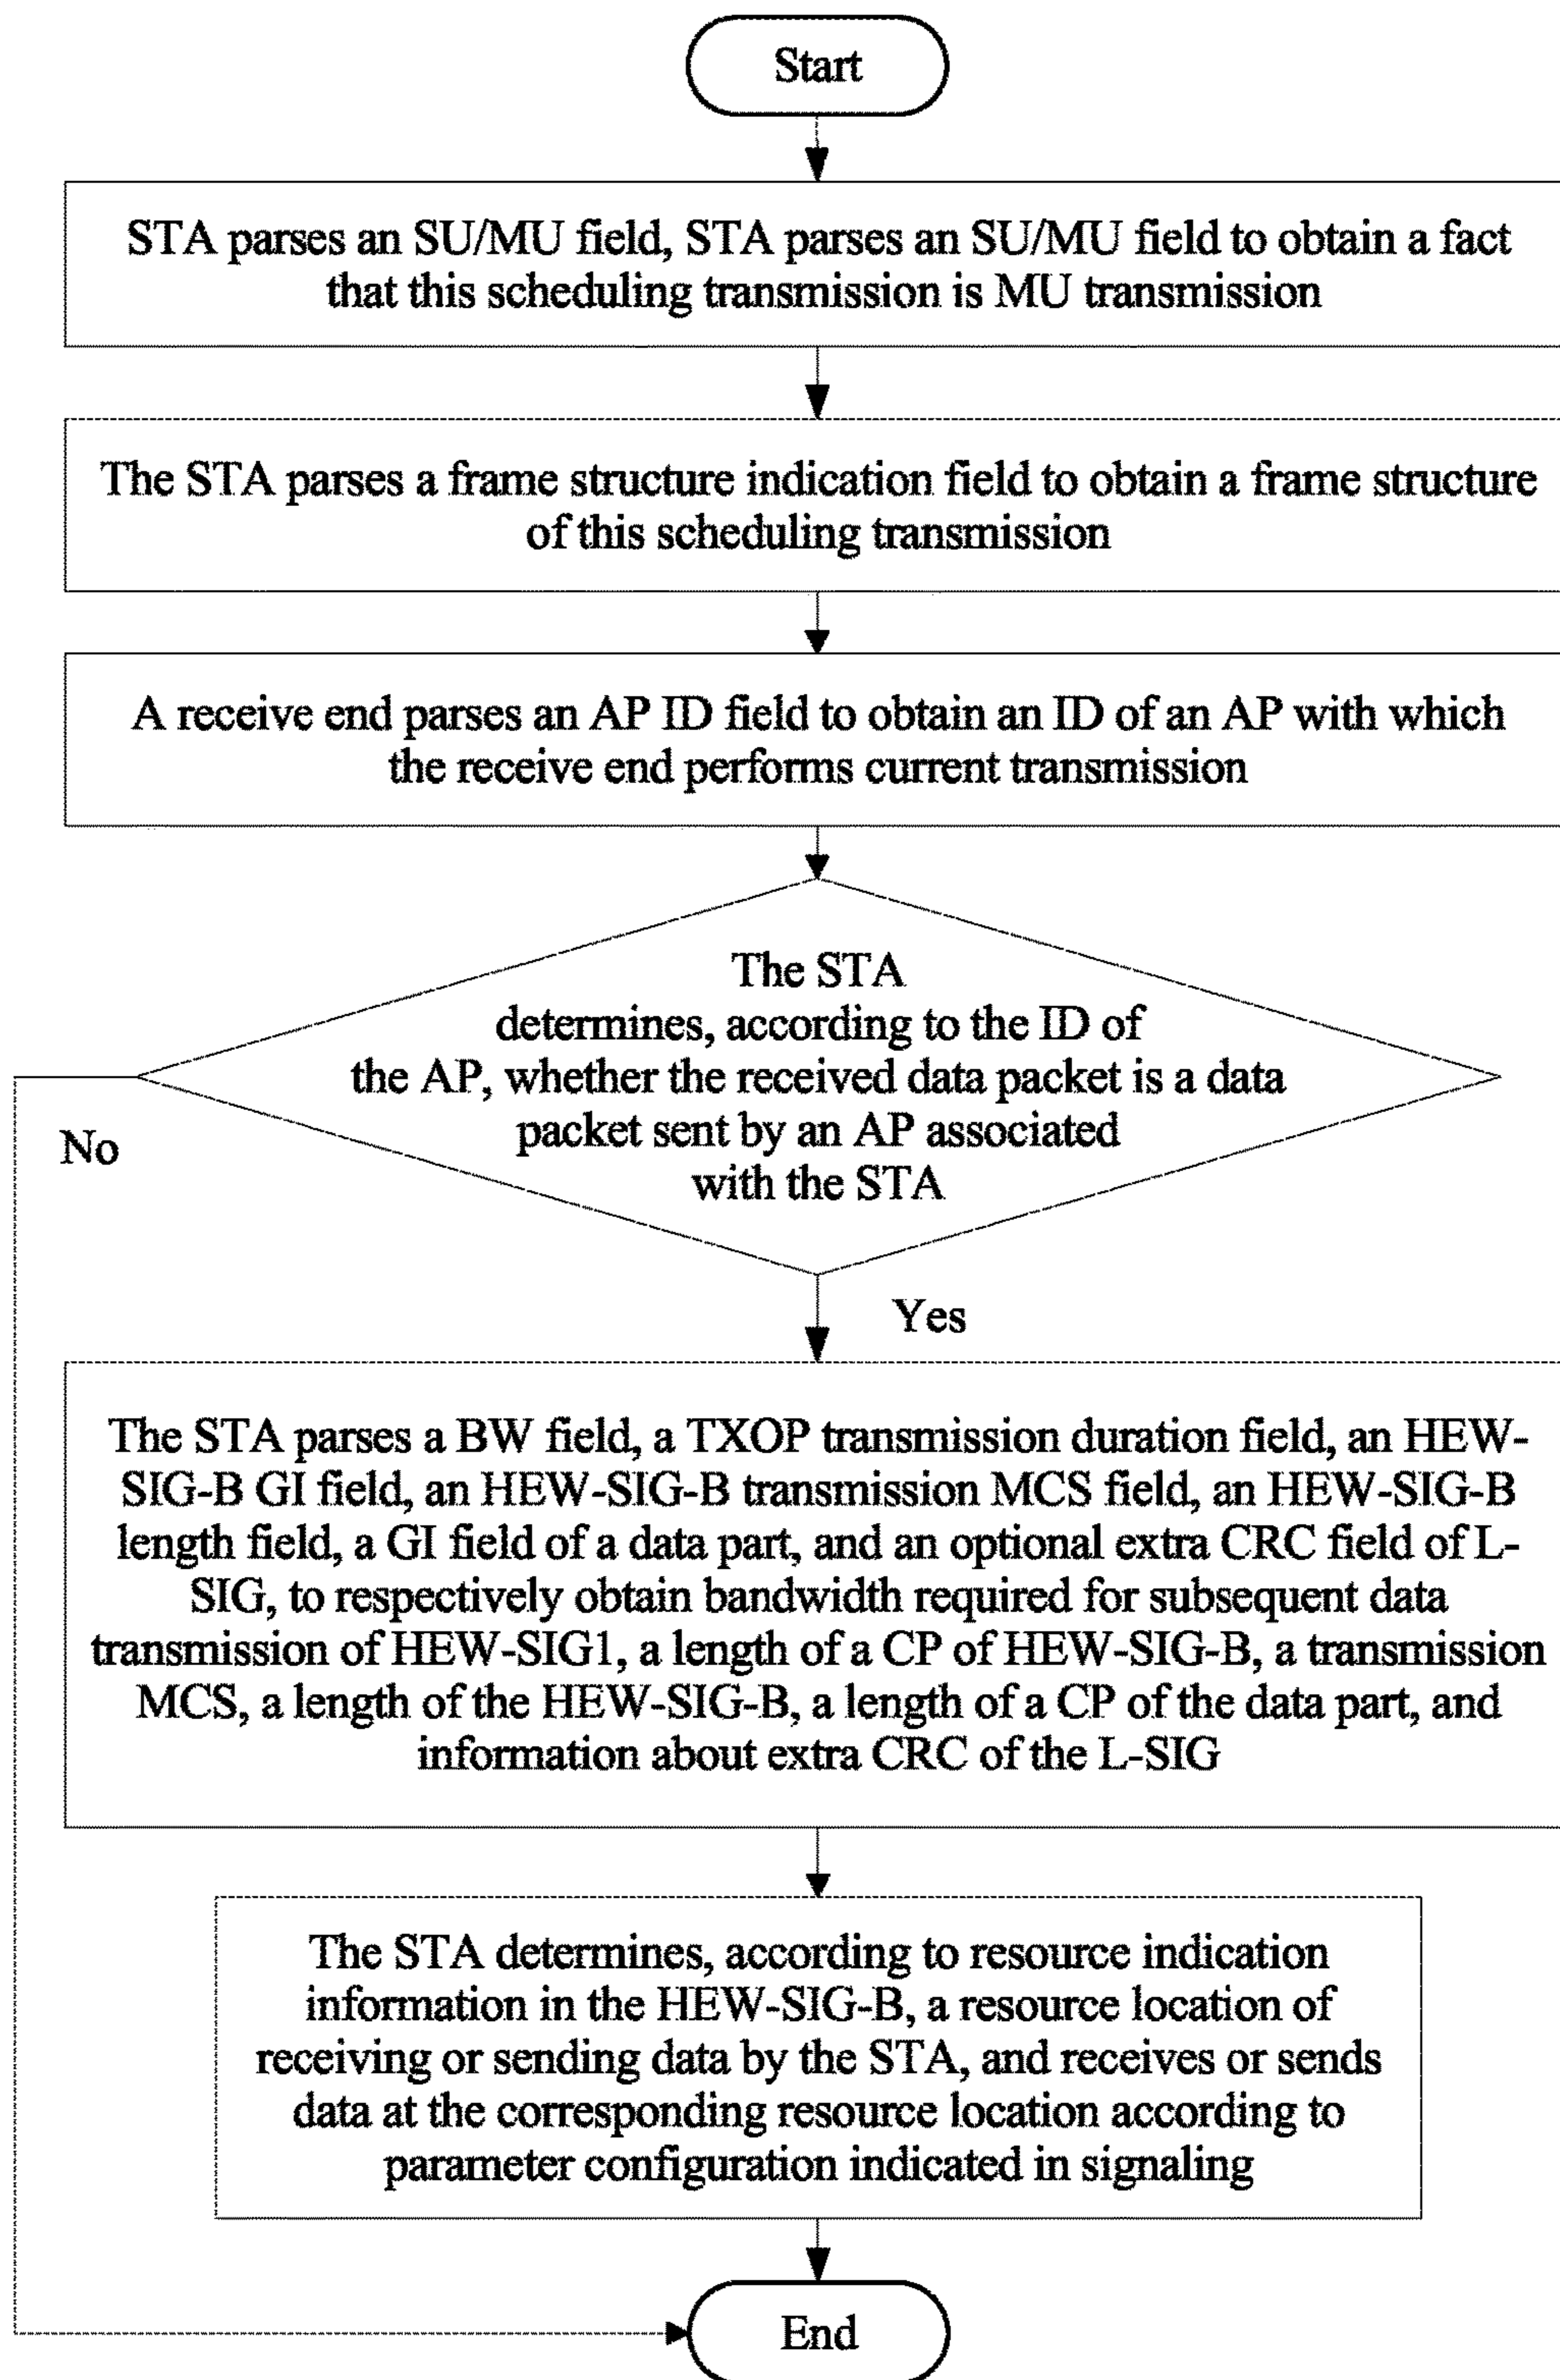 Start
STA parses an SU/MU field, STA parses an SU/MU field to obtain a fact
that this scheduling transmission is MU transmission
The STA parses a frame structure indication field to obtain a frame structure
of this scheduling transmission
A receive end parses an AP ID field to obtain an ID of an AP with which
the receive end performs current transmission
The STA
determines, according to the ID of
the AP, whether the received data packet is a data
packet sent by an AP associated
with the STA
No
Yes
The STA parses a BW field, a TXOP transmission duration field, an HEW-
SIG-B GI field, an HEW-SIG-B transmission MCS field, an HEW-SIG-B
length field, a GI field of a data part, and an optional extra CRC field of L-
SIG, to respectively obtain bandwidth required for subsequent data
transmission of HEW-SIG1, a length of a CP of HEW-SIG-B, a transmission
MCS, a length of the HEW-SIG-B, a length of a CP of the data part, and
information about extra CRC of the L-SIG
The STA determines, according to resource indication
information in the HEW-SIG-B, a resource location of
receiving or sending data by the STA, and receives or sends
data at the corresponding resource location according to
parameter configuration indicated in signaling
End